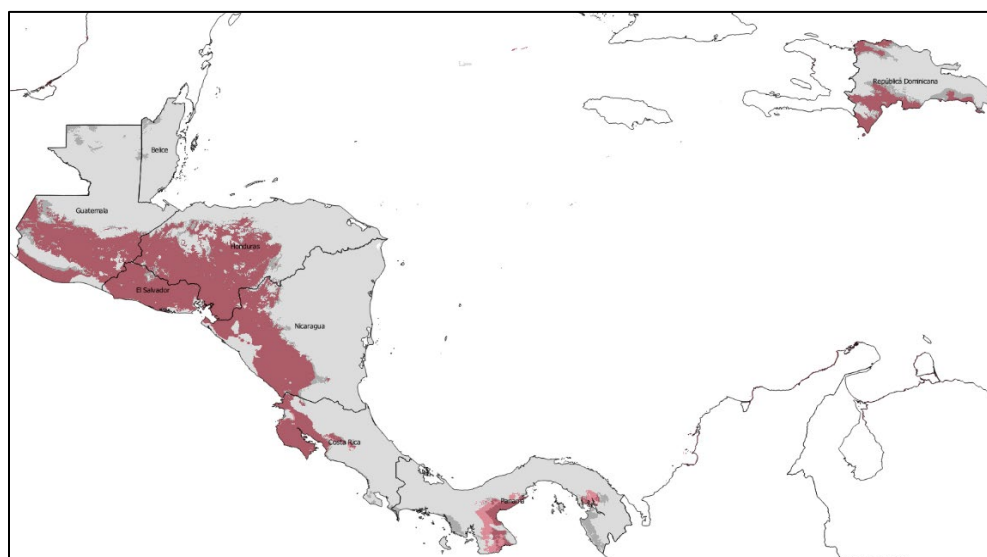 República Dominicana
Belice
Guatemala
Honduras
El Salvador
Nicaragua
Costa Rica
Panamá